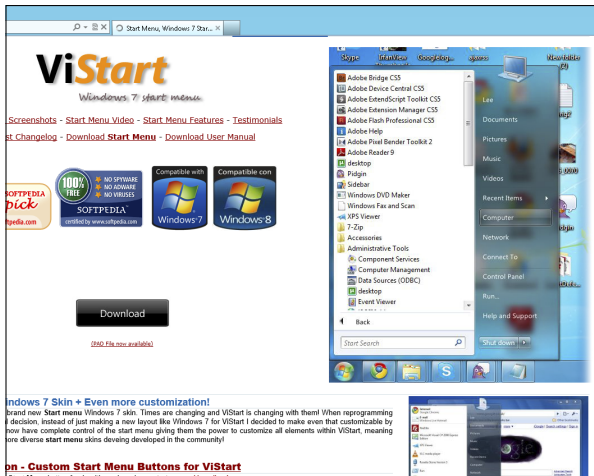 Start Menu, Windows 7 Star...
ViStart
Windows 7 start menu
Screenshots - Start Menu Video - Start Menu Features - Testimonials
st Changelog - Download Start Menu - Download User Manual
SOFTPEDIA
pick
ftpedia.com
100%
FREE
NO SPYWARE
NO ADWARE
NO VIRUSES
SOFTPEDIA
certified by www.softpedia.com
Compatible with
Windows 7
Compatible con
Windows 8
Download
(PAD File now available)
Skype
IrfanView
New folder
(2)
Adobe Bridge CS5
Adobe Device Central CS5
Adobe ExtendScript Toolkit CS5
Adobe Extension Manager CS5
Adobe Flash Professional CS5
Adobe Help
Adobe Pixel Bender Toolkit 2
Adobe Reader 9
desktop
Pidgin
Sidebar
Windows DVD Maker
Windows Fax and Scan
XPS Viewer
7-Zip
Accessories
Administrative Tools
Component Services
Computer Management
Data Sources (ODBC)
desktop
Event Viewer
Back
Start Search
Lee
Documents
Pictures
Music
Videos
Recent Items
Computer
Network
Connect To
Control Panel
Run...
Help and Support
Shut down
indows 7 Skin + Even more customization!
brand new Start menu Windows 7 skin. Times are changing and ViStart is changing with them! When reprogramming
l decision, instead of just making a new layout like Windows 7 for ViStart I decided to make even that customizable by
now have complete control of the start menu giving them the power to customize all elements within ViStart, meaning
ore diverse start menu skins deveing developed in the community!
on - Custom Start Menu Buttons for ViStart